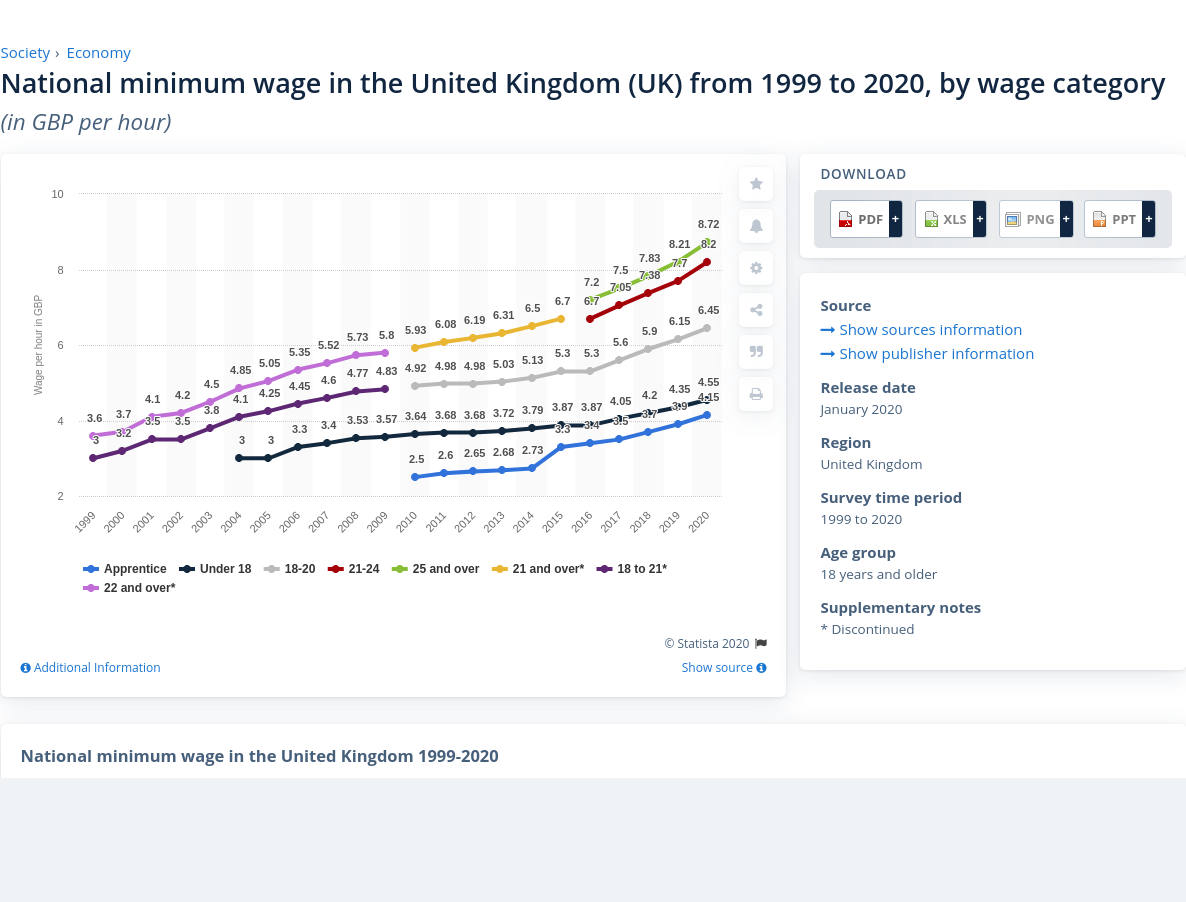 Society › Economy
National minimum wage in the United Kingdom (UK) from 1999 to 2020, by wage category
(in GBP per hour)
DOWNLOAD
PDF +
XLS +
PNG +
PPT +
Wage per hour in GBP
10
8
6
4
2
3.6 3.7 4.1 4.2 4.5 4.85 5.05 5.35 5.52 5.73 5.8
3 3.2 3.5 3.5 3.8 4.1 4.25 4.45 4.6 4.77 4.83
5.93 6.08 6.19 6.31 6.5 6.7
7.2 7.5 7.83 8.21 8.72
6.7 7.05 7.38 7.7 8.2
4.92 4.98 4.98 5.03 5.13 5.3 5.3 5.6 5.9 6.15 6.45
3 3 3.3 3.4 3.53 3.57 3.64 3.68 3.68 3.72 3.79 3.87 3.87 4.05 4.2 4.35 4.55
2.5 2.6 2.65 2.68 2.73 3.3 3.4 3.5 3.7 3.9 4.15
1999 2000 2001 2002 2003 2004 2005 2006 2007 2008 2009 2010 2011 2012 2013 2014 2015 2016 2017 2018 2019 2020
Apprentice Under 18 18-20 21-24 25 and over 21 and over* 18 to 21*
22 and over*
© Statista 2020
Additional Information
Show source
Source
Show sources information
Show publisher information
Release date
January 2020
Region
United Kingdom
Survey time period
1999 to 2020
Age group
18 years and older
Supplementary notes
* Discontinued
National minimum wage in the United Kingdom 1999-2020